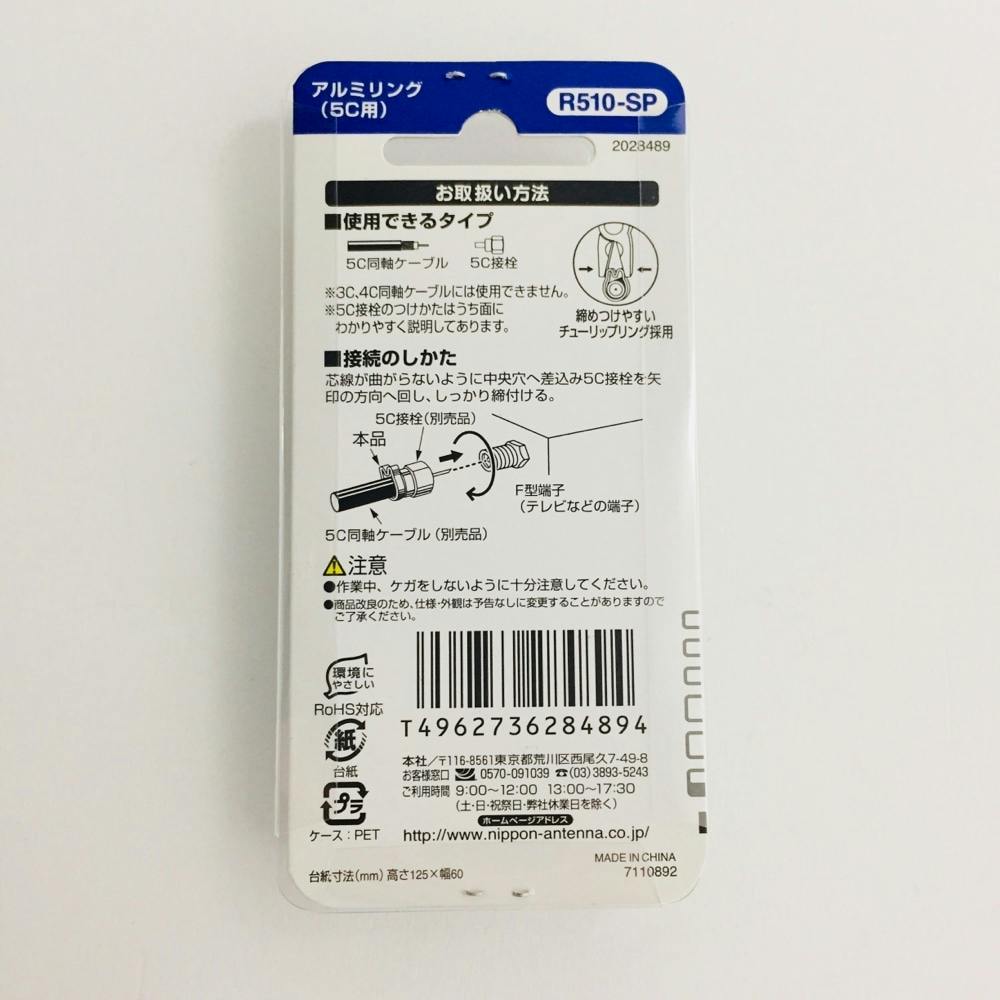 アルミリング
(5C用)
R510-SP
2028489
お取扱い方法
■使用できるタイプ
5C同軸ケーブル 5C接栓
※3C、4C同軸ケーブルには使用できません。
※5C接栓のつけかたはうち面に
わかりやすく説明してあります。
締めつけやすい
チューリップリング採用
■接続のしかた
芯線が曲がらないように中央穴へ差込み5C接栓を矢
印の方向へ回し、しっかり締付ける。
5C接栓(別売品)
本品
F型端子
(テレビなどの端子)
5C同軸ケーブル(別売品)
注意
●作業中、ケガをしないように十分注意してください。
●商品改良のため、仕様・外観は予告なしに変更することがありますので
ご了承ください。
環境に
やさしい
RoHS対応
紙
台紙
プラ
ケース:PET
T4962736284894
本社/〒116-8561東京都荒川区西尾久7-49-8
お客様窓口 0570-091039 ☎(03)3893-5243
ご利用時間 9:00~12:00 13:00~17:30
(土・日・祝祭日・弊社休業日を除く)
ホームページアドレス
http://www.nippon-antenna.co.jp/
MADE IN CHINA
台紙寸法(mm)高さ125×幅60
7110892